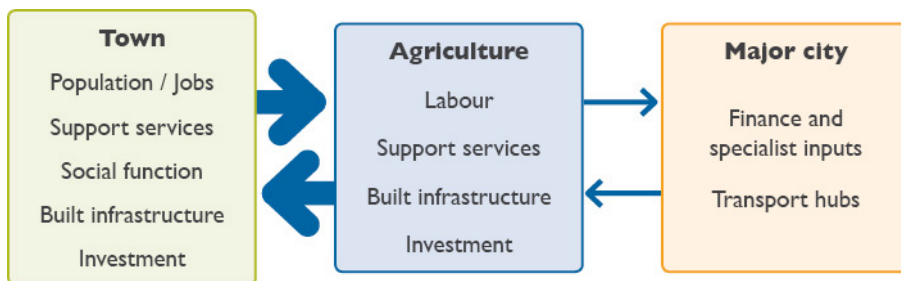 Town
Population / Jobs
Support services
Social function
Built infrastructure
Investment
Agriculture
Labour
Support services
Built infrastructure
Investment
Major city
Finance and
specialist inputs
Transport hubs